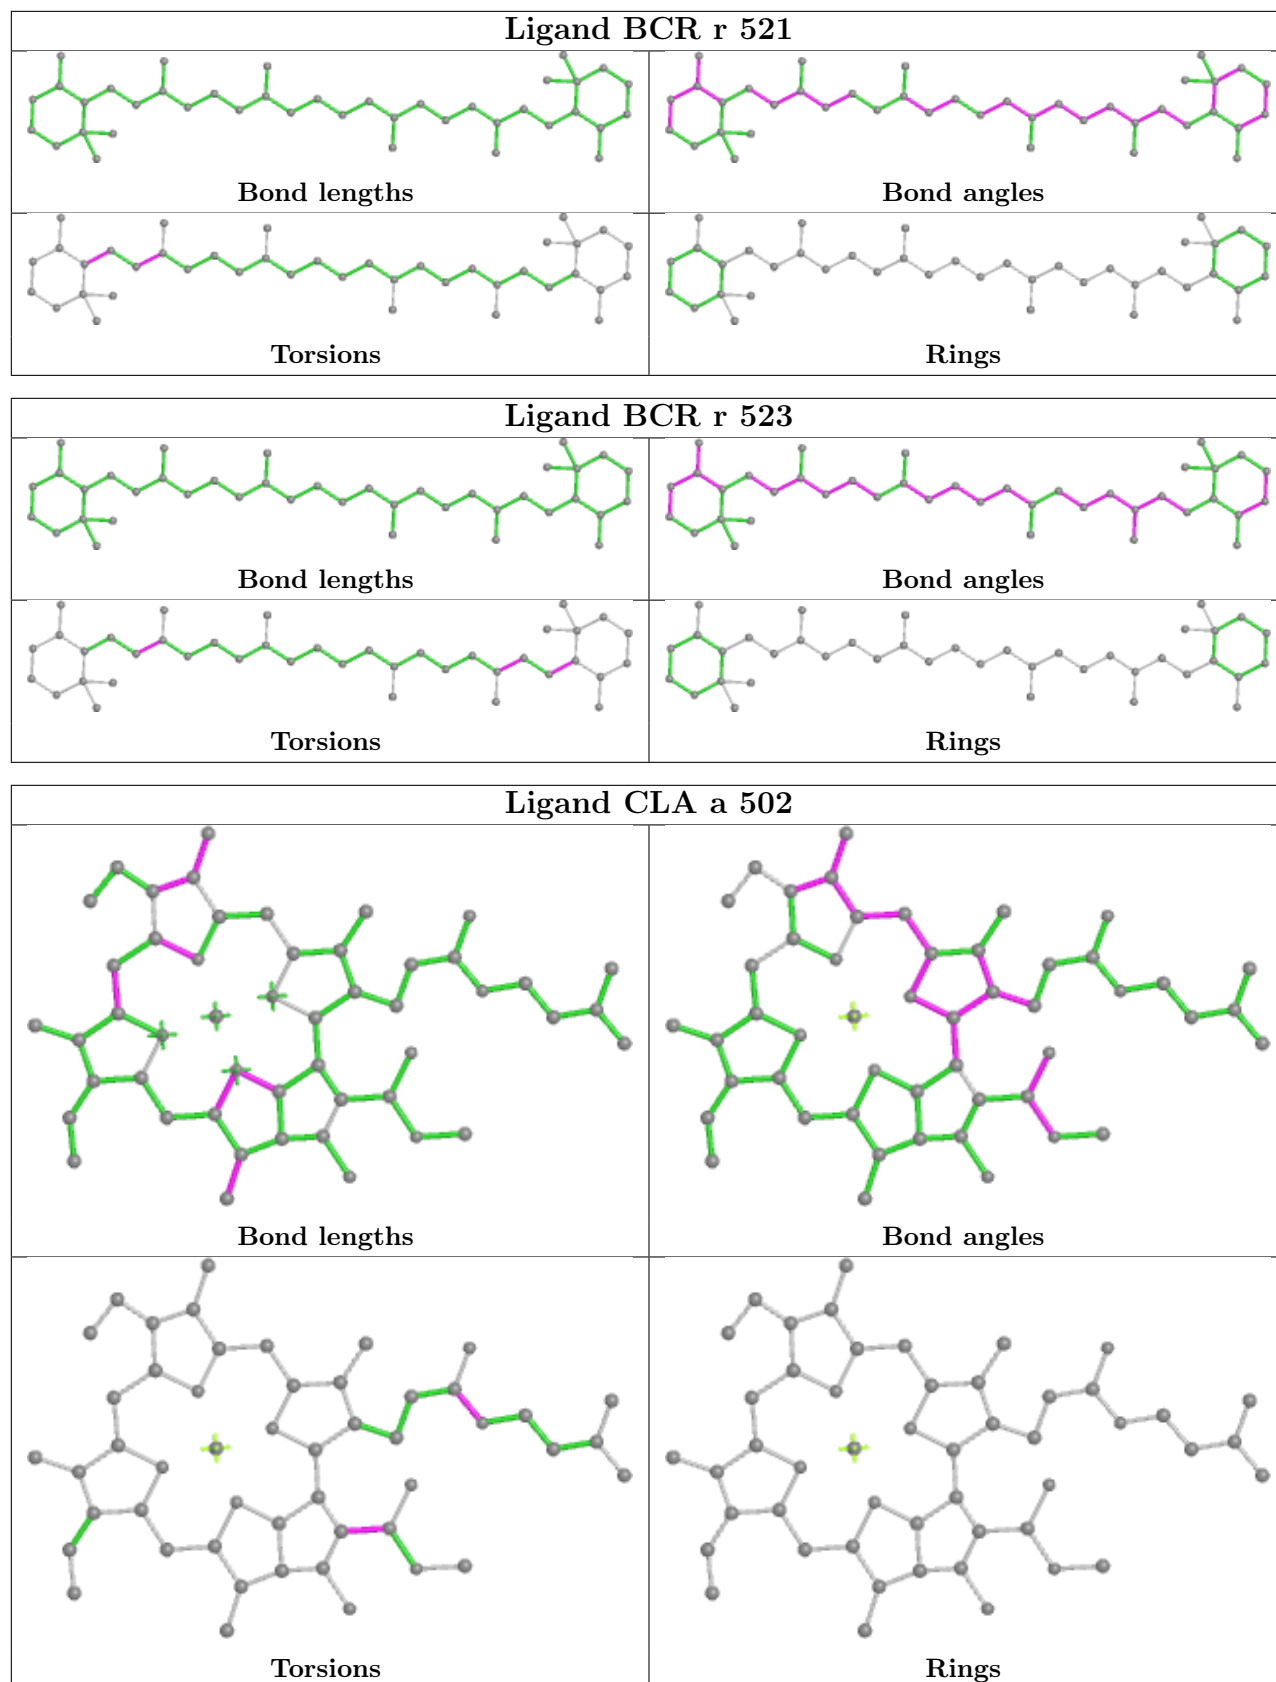 Ligand BCR r 521
Bond lengths
Bond angles
Torsions
Rings
Ligand BCR r 523
Bond lengths
Bond angles
Torsions
Rings
Ligand CLA a 502
Bond lengths
Bond angles
Torsions
Rings